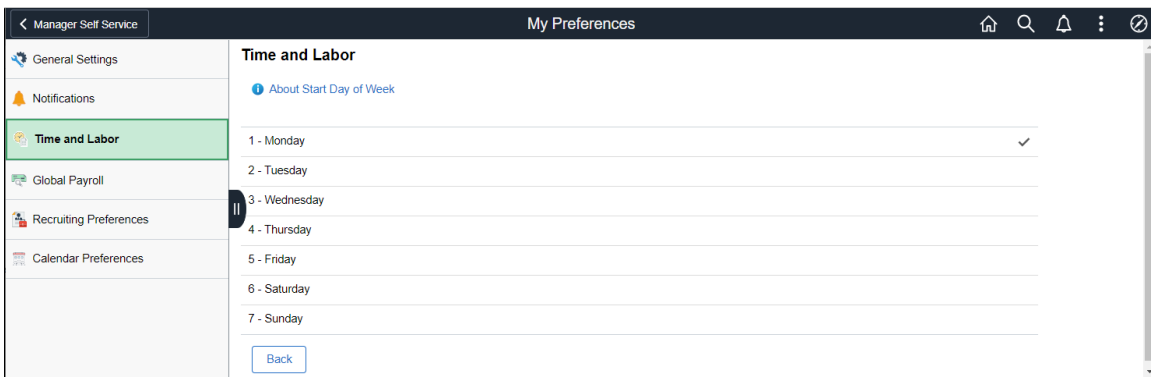 Manager Self Service
My Preferences
General Settings
Notifications
Time and Labor
Global Payroll
Recruiting Preferences
Calendar Preferences
Time and Labor
About Start Day of Week
1 - Monday
2 - Tuesday
3 - Wednesday
4 - Thursday
5 - Friday
6 - Saturday
7 - Sunday
Back